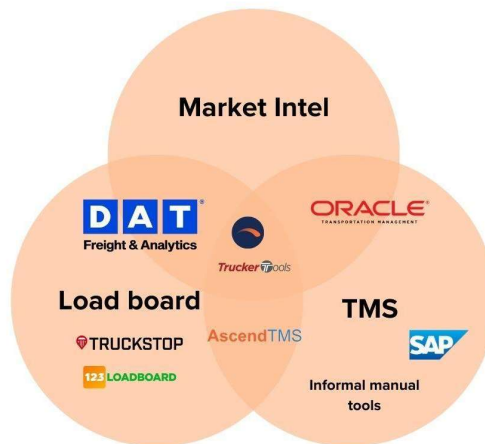 Market Intel
DAT
Freight & Analytics
ORACLE
TRANSPORTATION MANAGEMENT
TruckerTools
Load board
TMS
TRUCKSTOP
AscendTMS
SAP
123 LOADBOARD
Informal manual
tools